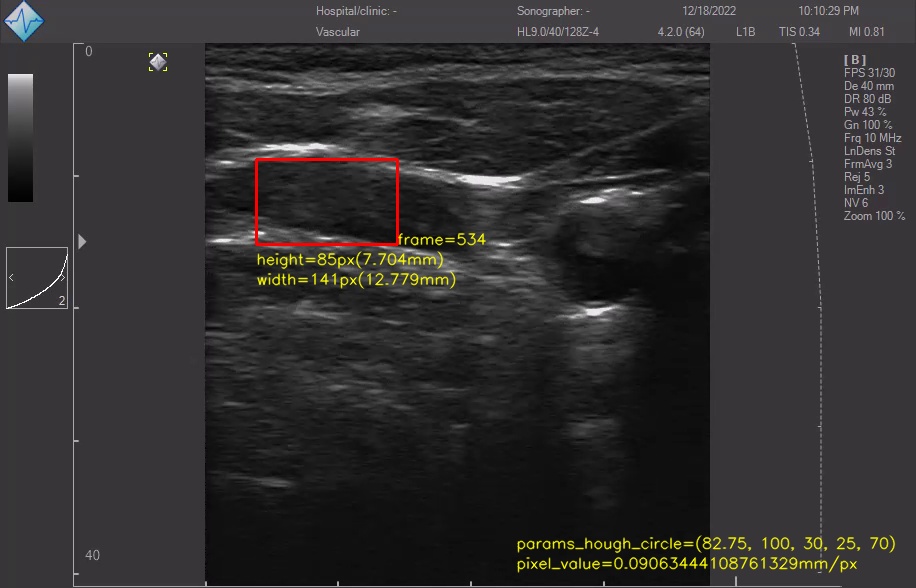 Hospital/clinic: - Sonographer: - 12/18/2022 10:10:29 PM
Vascular HL9.0/40/128Z-4 4.2.0 (64) L1B TIS 0.34 MI 0.81
0
[ B ]
FPS 31/30
De 40 mm
DR 80 dB
Pw 43 %
Gn 100 %
Frq 10 MHz
LnDens St
FrmAvg 3
Rej 5
ImEnh 3
NV 6
Zoom 100 %
frame=534
height=85px(7.704mm)
width=141px(12.779mm)
2
params_hough_circle=(82.75, 100, 30, 25, 70)
40
pixel_value=0.09063444108761329mm/px